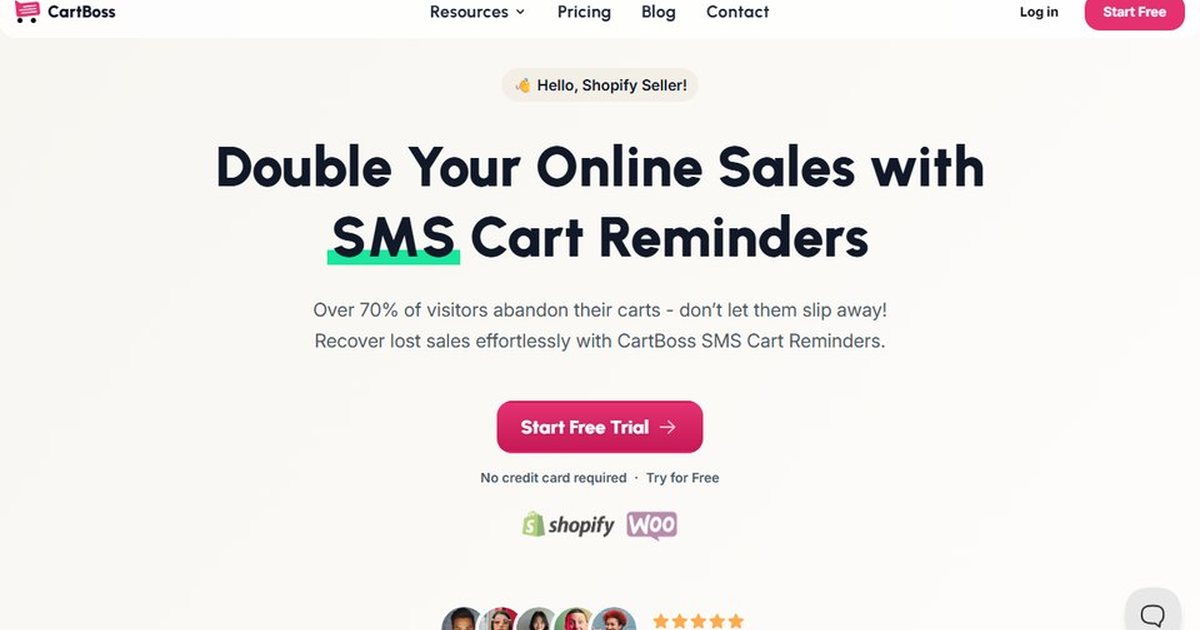 CartBoss
Resources
Pricing
Blog
Contact
Log in
Start Free
👋 Hello, Shopify Seller!
Double Your Online Sales with
SMS Cart Reminders
Over 70% of visitors abandon their carts - don’t let them slip away!
Recover lost sales effortlessly with CartBoss SMS Cart Reminders.
Start Free Trial →
No credit card required · Try for Free
shopify
WOO